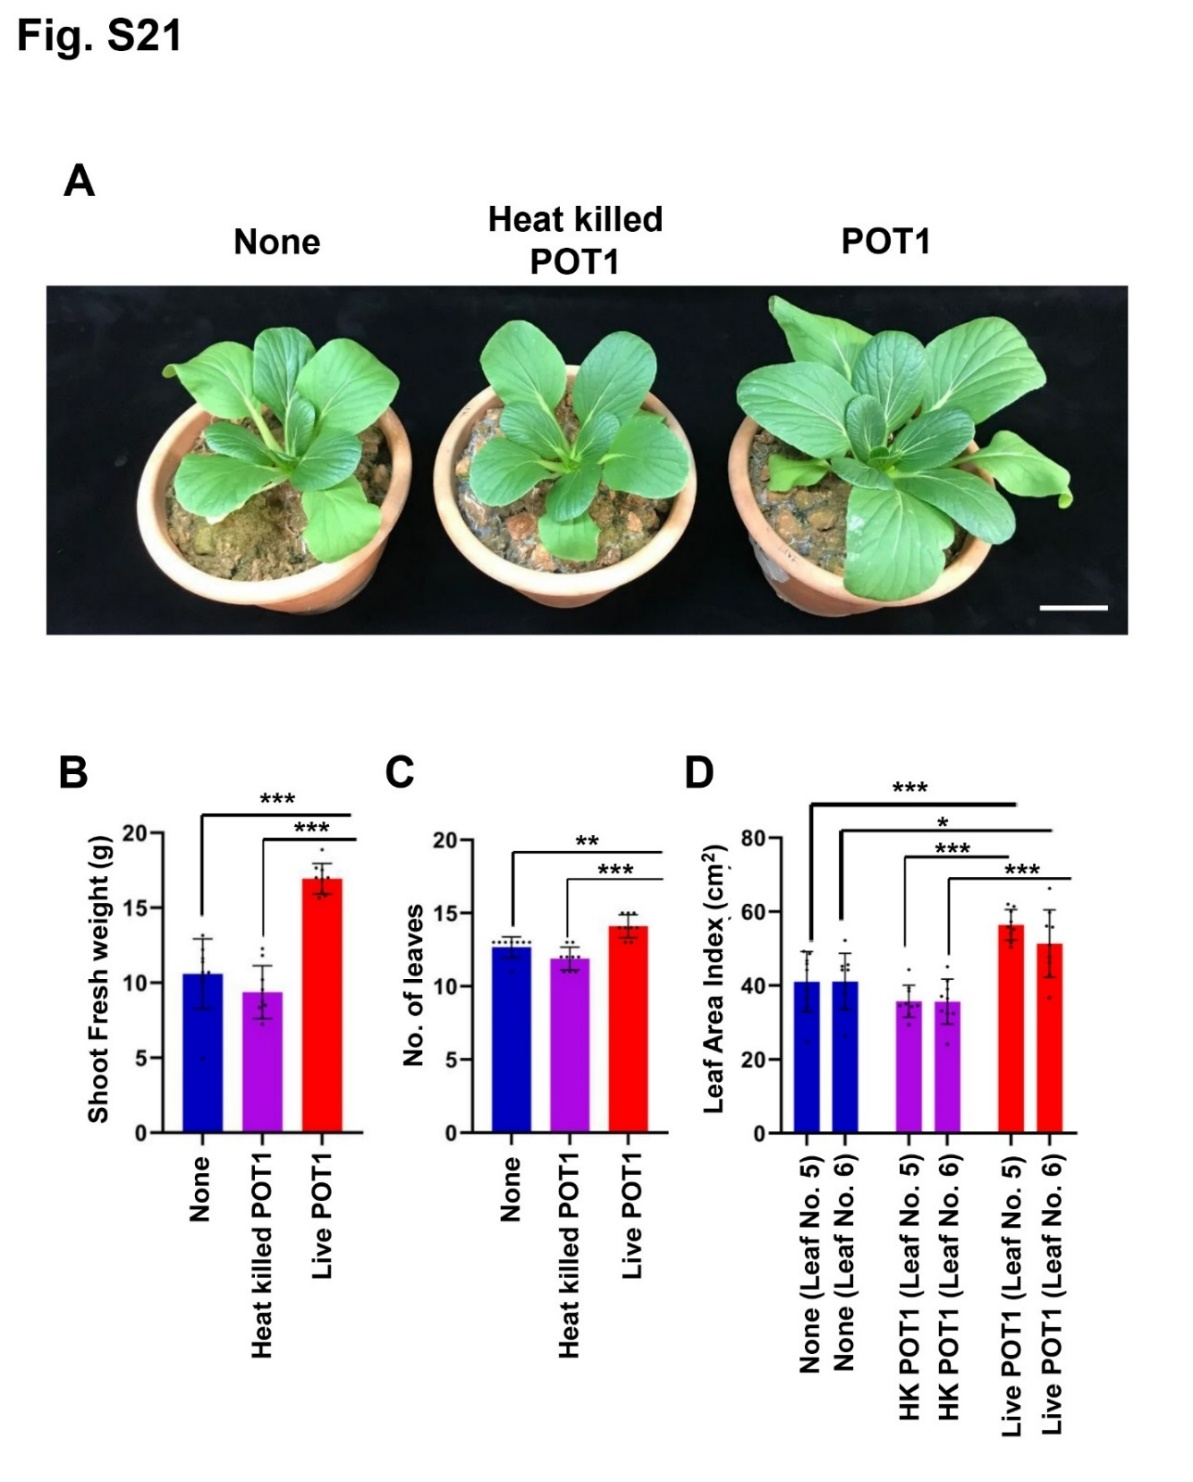 Fig. S21
A
None
Heat killed
POT1
POT1
B
C
D
***
***
20
15
10
5
0
Shoot Fresh weight (g)
None
Heat killed POT1
Live POT1
**
***
20
15
10
5
0
No. of leaves
None
Heat killed POT1
Live POT1
***
*
***
***
80
60
40
20
0
Leaf Area Index (cm²)
None (Leaf No. 5)
None (Leaf No. 6)
HK POT1 (Leaf No. 5)
HK POT1 (Leaf No. 6)
Live POT1 (Leaf No. 5)
Live POT1 (Leaf No. 6)